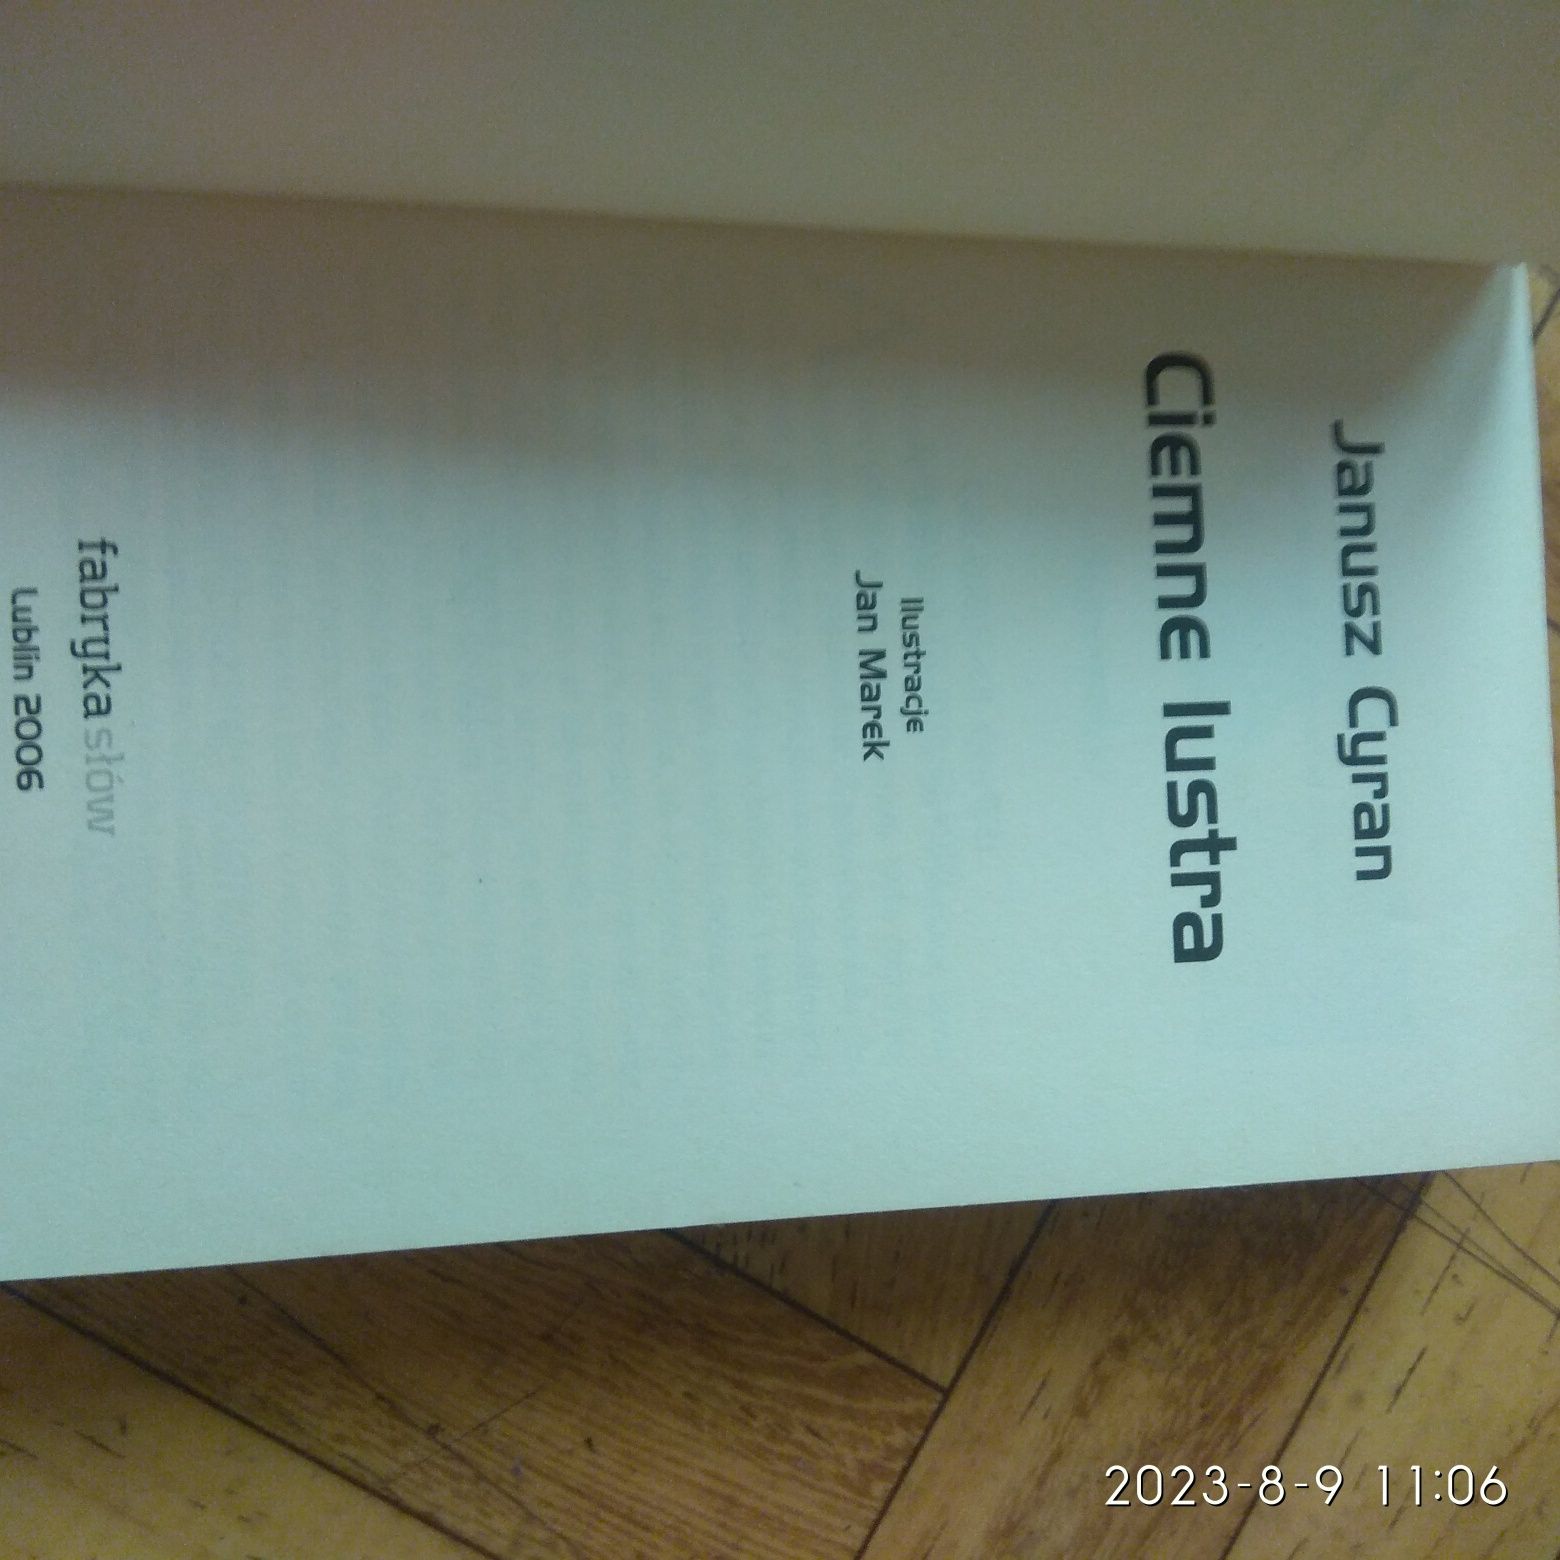 Janusz Cyran
Ciemne lustra
Ilustracje
Jan Marek
fabryka słów
Lublin 2006
2023-8-9 11:06